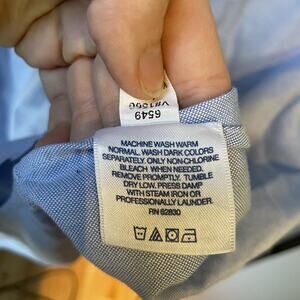 6549
MACHINE WASH WARM
NORMAL. WASH DARK COLORS
SEPARATELY. ONLY NON-CHLORINE
BLEACH WHEN NEEDED.
REMOVE PROMPTLY. TUMBLE
DRY LOW. PRESS DAMP
WITH STEAM IRON OR
PROFESSIONALLY LAUNDER.
RN 62830